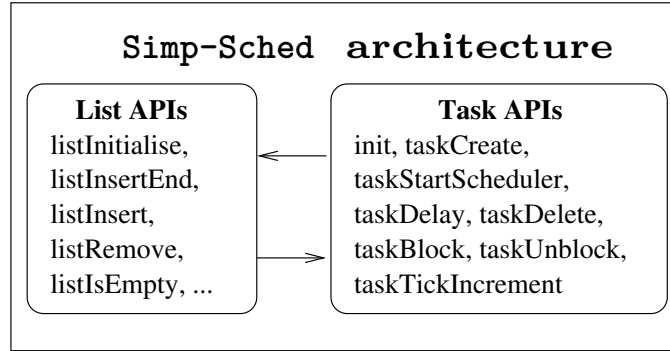 Simp-Sched architecture
List APIs
listInitialise,
listInsertEnd,
listInsert,
listRemove,
listIsEmpty, ...
Task APIs
init, taskCreate,
taskStartScheduler,
taskDelay, taskDelete,
taskBlock, taskUnblock,
taskTickIncrement